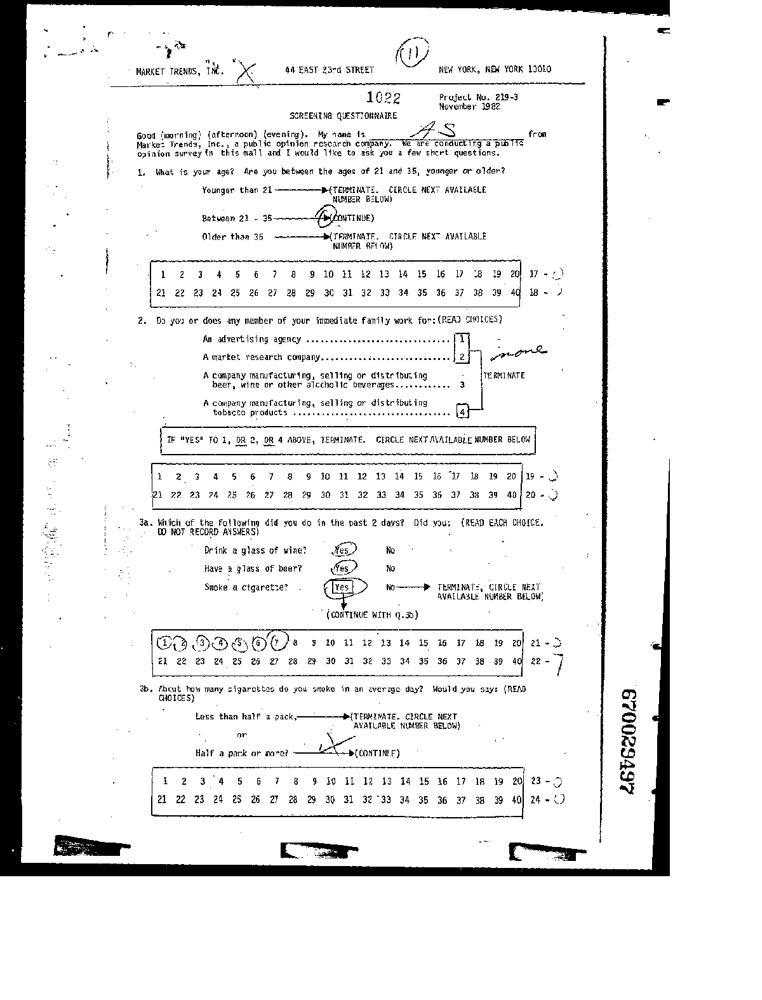 (11)
MARKET TRENDS, INC. X 44 EAST 23rd STREET NEW YORK, NEW YORK 10010
1022 Project No. 219-3
November 1982
SCREENING QUESTIONNAIRE
Good (morning) (afternoon) (evening). My name is AS from
Market Trends, Inc., a public opinion research company. We are conducting a public
opinion survey in this mall and I would like to ask you a few short questions.
1. What is your age? Are you between the ages of 21 and 35, younger or older?
Younger than 21 (TERMINATE. CIRCLE NEXT AVAILABLE
NUMBER BELOW)
Between 21 - 35 (CONTINUE)
Older than 35 (TERMINATE. CIRCLE NEXT AVAILABLE
NUMBER BELOW)
1 2 3 4 5 6 7 8 9 10 11 12 13 14 15 16 17 18 19 20 17 - 0
21 22 23 24 25 26 27 28 29 30 31 32 33 34 35 36 37 38 39 40 18 -
2. Do you or does any member of your immediate family work for: (READ CHOICES)
An advertising agency .............................. 1
A market research company........................... 2 none
A company manufacturing, selling or distributing TERMINATE
beer, wine or other alcoholic beverages............ 3
A company manufacturing, selling or distributing
tobacco products ................................. 4
IF "YES" TO 1, OR 2, OR 4 ABOVE, TERMINATE. CIRCLE NEXT AVAILABLE NUMBER BELOW
1 2 3 4 5 6 7 8 9 10 11 12 13 14 15 16 17 18 19 20 19 - 0
21 22 23 24 25 26 27 28 29 30 31 32 33 34 35 36 37 38 39 40 20 - 0
3a. Which of the following did you do in the past 2 days? Did you: (READ EACH CHOICE.
DO NOT RECORD ANSWERS)
Drink a glass of wine? Yes No
Have a glass of beer? Yes No
Smoke a cigarette? Yes No TERMINATE, CIRCLE NEXT
AVAILABLE NUMBER BELOW)
(CONTINUE WITH Q.3b)
1 2 3 4 5 6 7 8 9 10 11 12 13 14 15 16 17 18 19 20 21 - 0
21 22 23 24 25 26 27 28 29 30 31 32 33 34 35 36 37 38 39 40 22 - 7
3b. About how many cigarettes do you smoke in an average day? Would you say: (READ
CHOICES)
Less than half a pack, (TERMINATE. CIRCLE NEXT
AVAILABLE NUMBER BELOW)
or
Half a pack or more? X (CONTINUE)
1 2 3 4 5 6 7 8 9 10 11 12 13 14 15 16 17 18 19 20 23 - 0
21 22 23 24 25 26 27 28 29 30 31 32 33 34 35 36 37 38 39 40 24 - 0
670029497